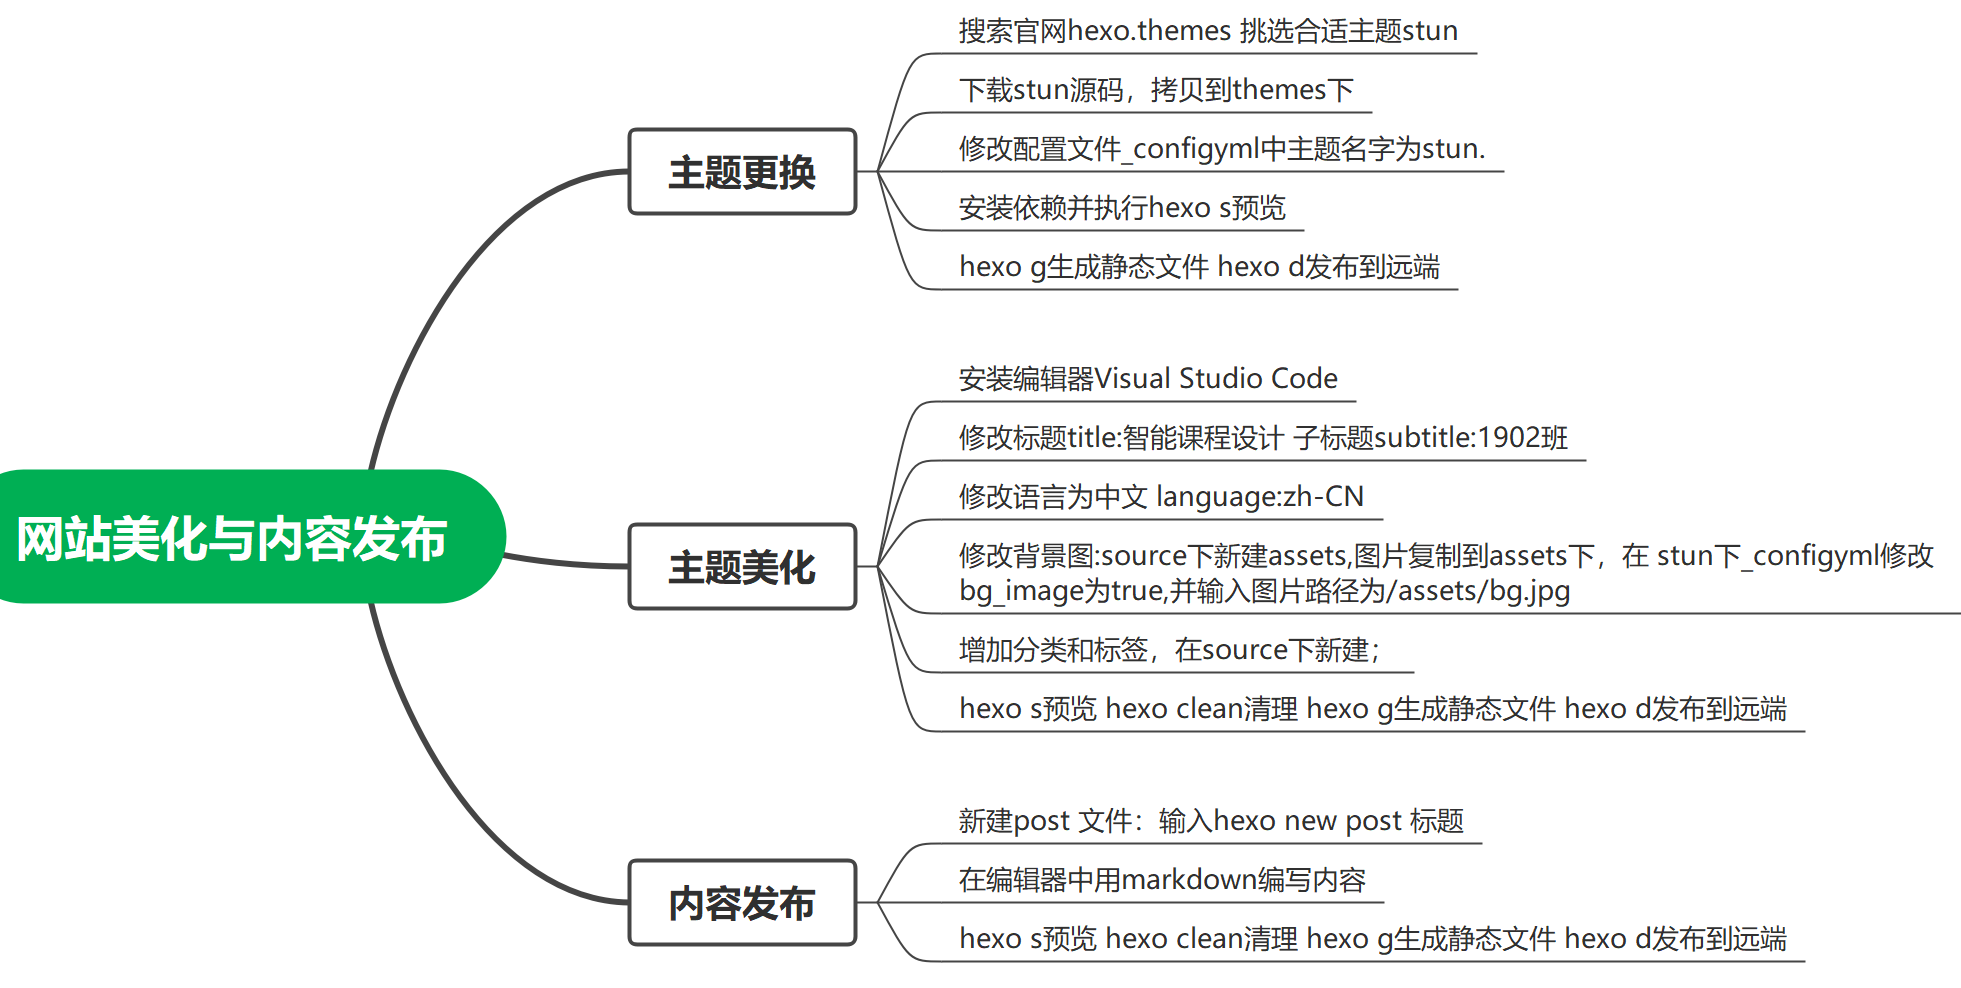 网站美化与内容发布
主题更换
搜索官网hexo.themes 挑选合适主题stun
下载stun源码，拷贝到themes下
修改配置文件_configyml中主题名字为stun.
安装依赖并执行hexo s预览
hexo g生成静态文件 hexo d发布到远端
主题美化
安装编辑器Visual Studio Code
修改标题title:智能课程设计 子标题subtitle:1902班
修改语言为中文 language:zh-CN
修改背景图:source下新建assets,图片复制到assets下，在 stun下_configyml修改
bg_image为true,并输入图片路径为/assets/bg.jpg
增加分类和标签，在source下新建；
hexo s预览 hexo clean清理 hexo g生成静态文件 hexo d发布到远端
内容发布
新建post 文件：输入hexo new post 标题
在编辑器中用markdown编写内容
hexo s预览 hexo clean清理 hexo g生成静态文件 hexo d发布到远端